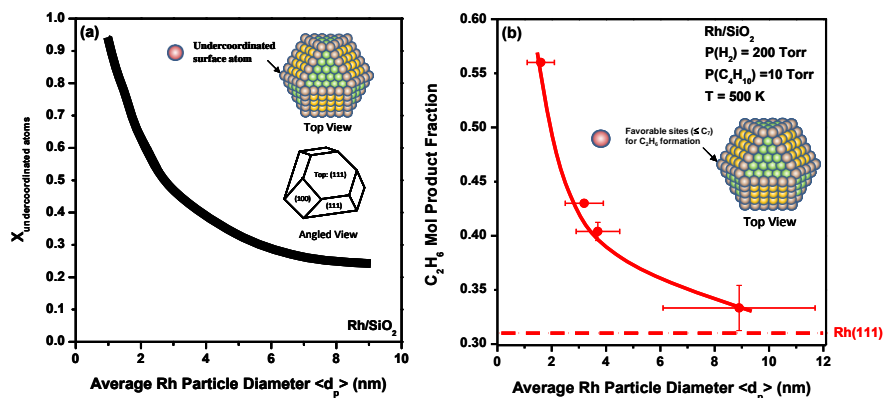 (a)
Undercoordinated
surface atom
Top View
Top: (111)
(100)
(111)
Angled View
Rh/SiO₂
1.0
0.9
0.8
0.7
0.6
0.5
0.4
0.3
0.2
0.1
0.0
X undercoordinated atoms
0 2 4 6 8 10
Average Rh Particle Diameter <dₚ> (nm)
(b)
Rh/SiO₂
P(H₂) = 200 Torr
P(C₄H₁₀) =10 Torr
T = 500 K
Favorable sites (≤ C₇)
for C₂H₆ formation
Top View
0.60
0.55
0.50
0.45
0.40
0.35
0.30
C₂H₆ Mol Product Fraction
Rh(111)
0 2 4 6 8 10 12
Average Rh Particle Diameter <dₚ> (nm)